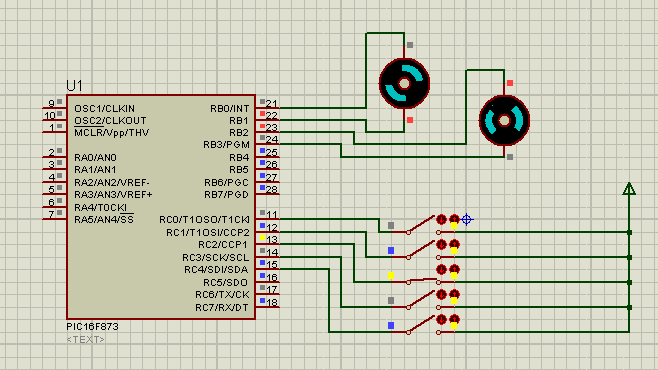 U1
9 OSC1/CLKIN RB0/INT 21
10 OSC2/CLKOUT RB1 22
1 MCLR/Vpp/THV RB2 23
RB3/PGM 24
2 RA0/AN0 RB4 25
3 RA1/AN1 RB5 26
4 RA2/AN2/VREF- RB6/PGC 27
5 RA3/AN3/VREF+ RB7/PGD 28
6 RA4/T0CKI
7 RA5/AN4/SS RC0/T1OSO/T1CKI 11
RC1/T1OSI/CCP2 12
RC2/CCP1 13
RC3/SCK/SCL 14
RC4/SDI/SDA 15
RC5/SDO 16
RC6/TX/CK 17
RC7/RX/DT 18
PIC16F873
<TEXT>